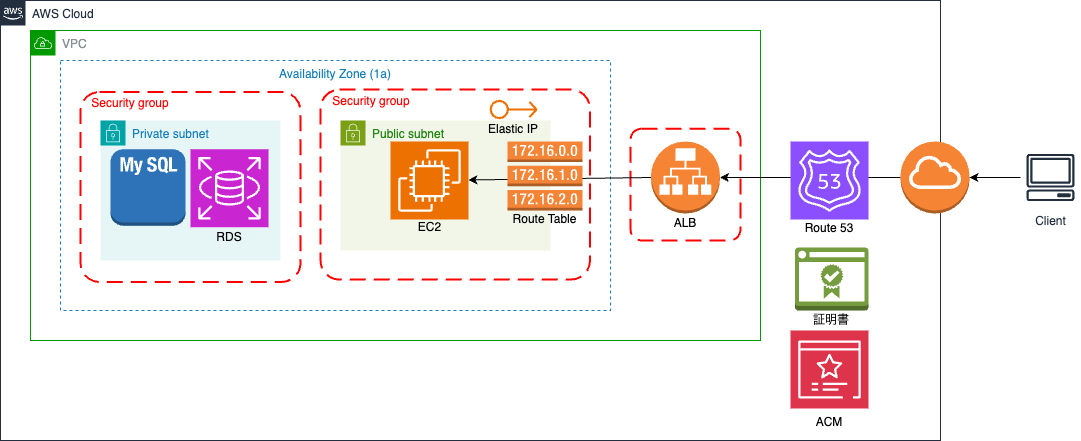 aws
AWS Cloud
VPC
Availability Zone (1a)
Security group
Private subnet
My SQL
RDS
Security group
Elastic IP
Public subnet
EC2
172.16.0.0
172.16.1.0
172.16.2.0
Route Table
ALB
53
Route 53
Client
証明書
ACM